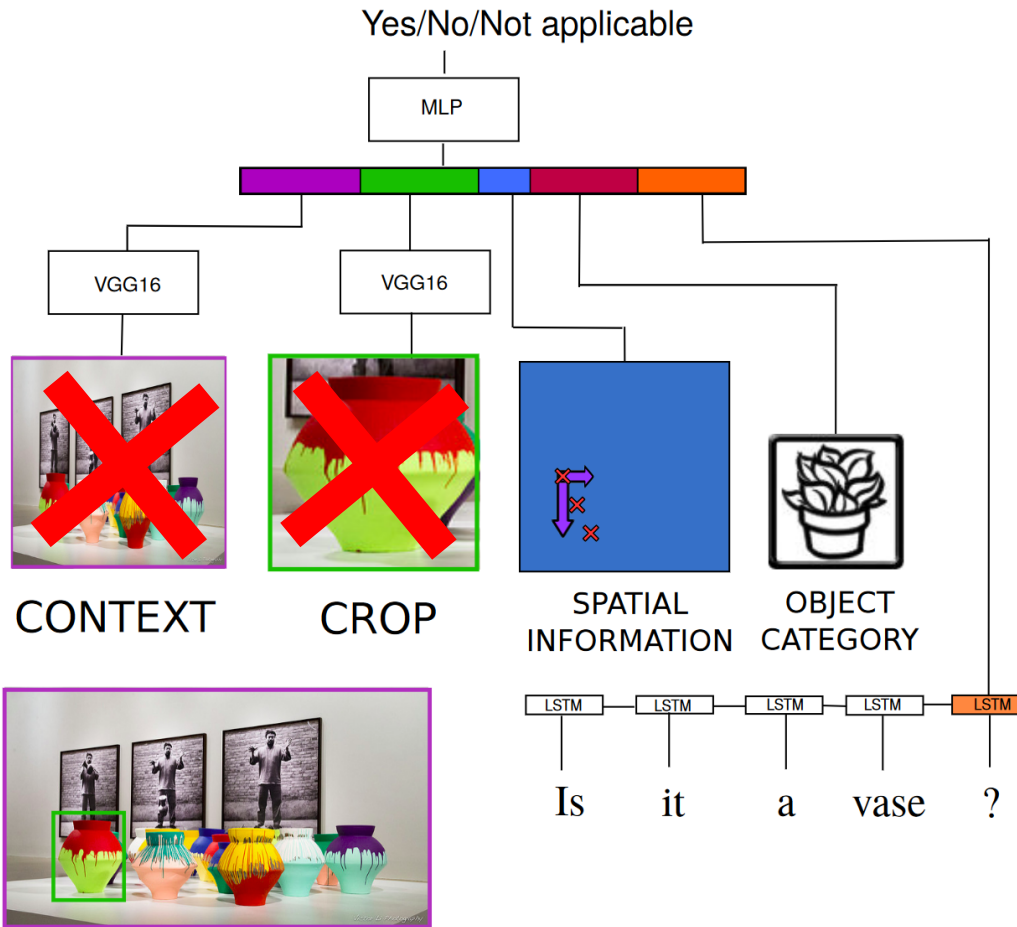 Yes/No/Not applicable
MLP
VGG16
VGG16
CONTEXT
CROP
SPATIAL
INFORMATION
OBJECT
CATEGORY
LSTM LSTM LSTM LSTM LSTM
Is it a vase ?